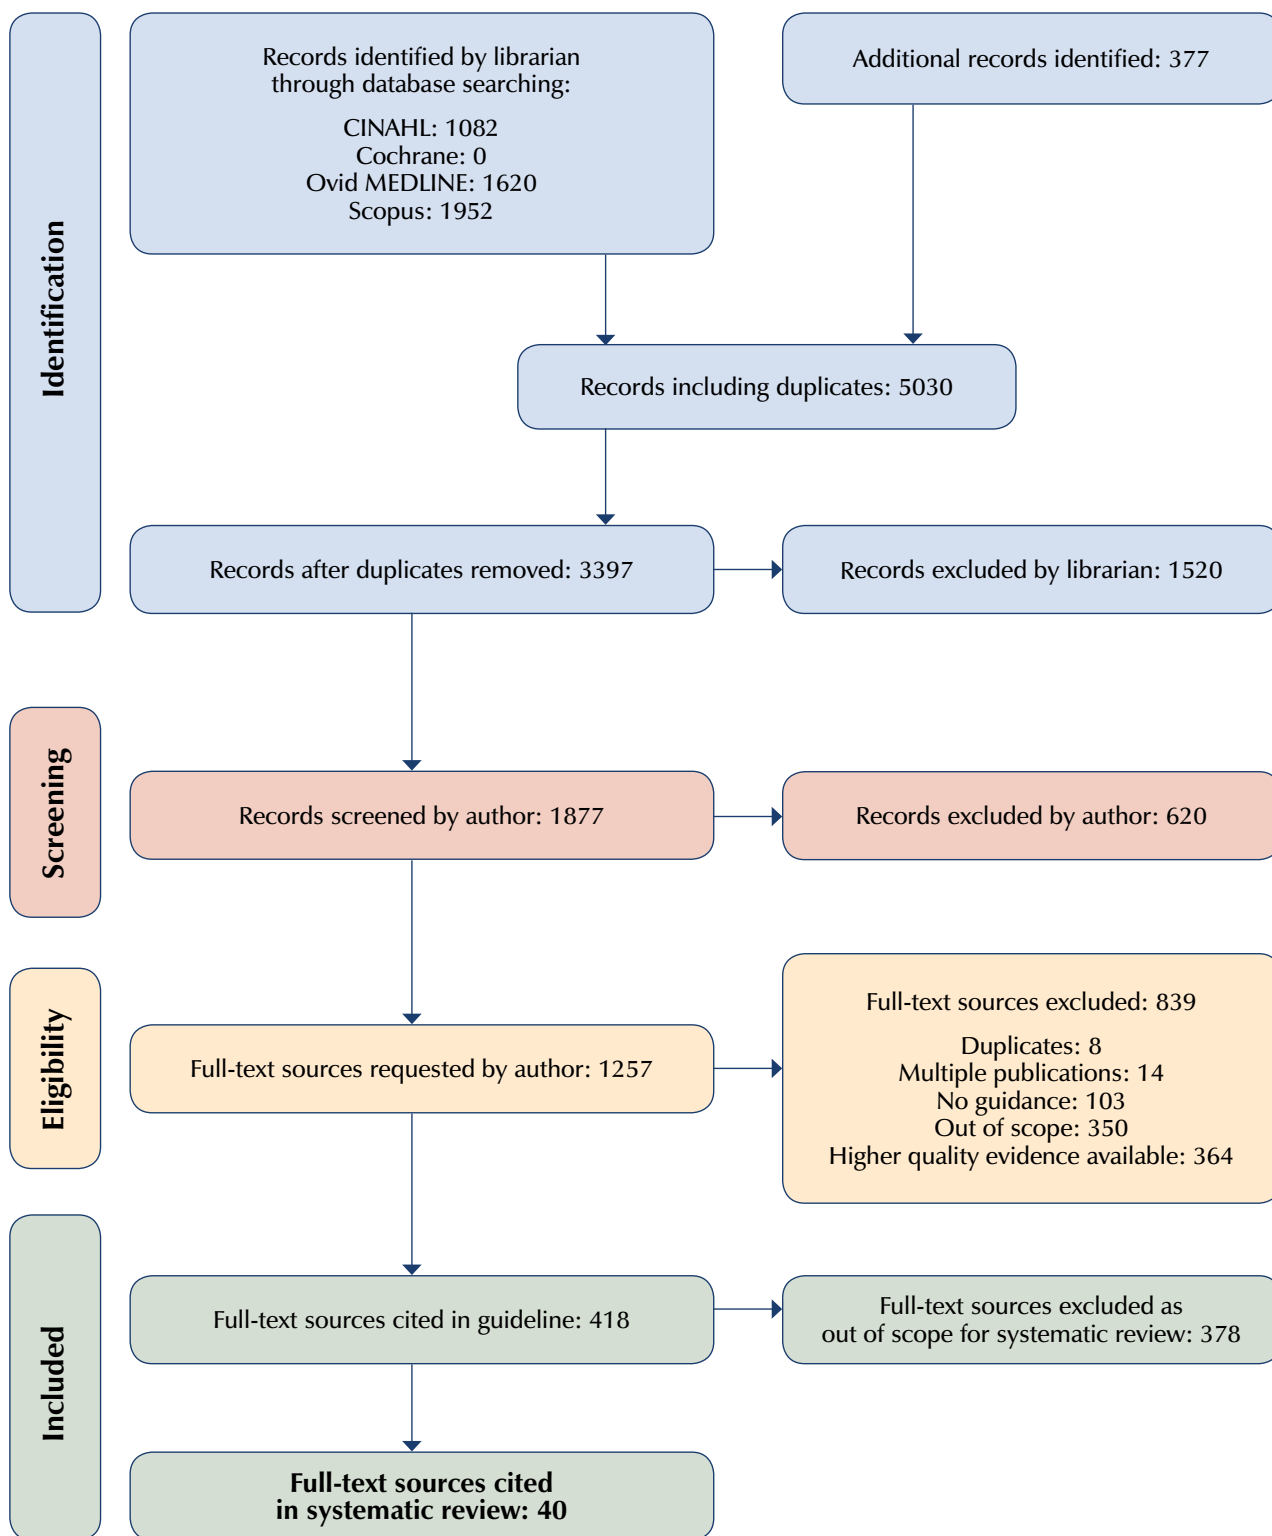 Identification
Records identified by librarian
through database searching:
CINAHL: 1082
Cochrane: 0
Ovid MEDLINE: 1620
Scopus: 1952
Additional records identified: 377
Records including duplicates: 5030
Records after duplicates removed: 3397
Records excluded by librarian: 1520
Screening
Records screened by author: 1877
Records excluded by author: 620
Eligibility
Full-text sources requested by author: 1257
Full-text sources excluded: 839
Duplicates: 8
Multiple publications: 14
No guidance: 103
Out of scope: 350
Higher quality evidence available: 364
Included
Full-text sources cited in guideline: 418
Full-text sources excluded as
out of scope for systematic review: 378
Full-text sources cited
in systematic review: 40